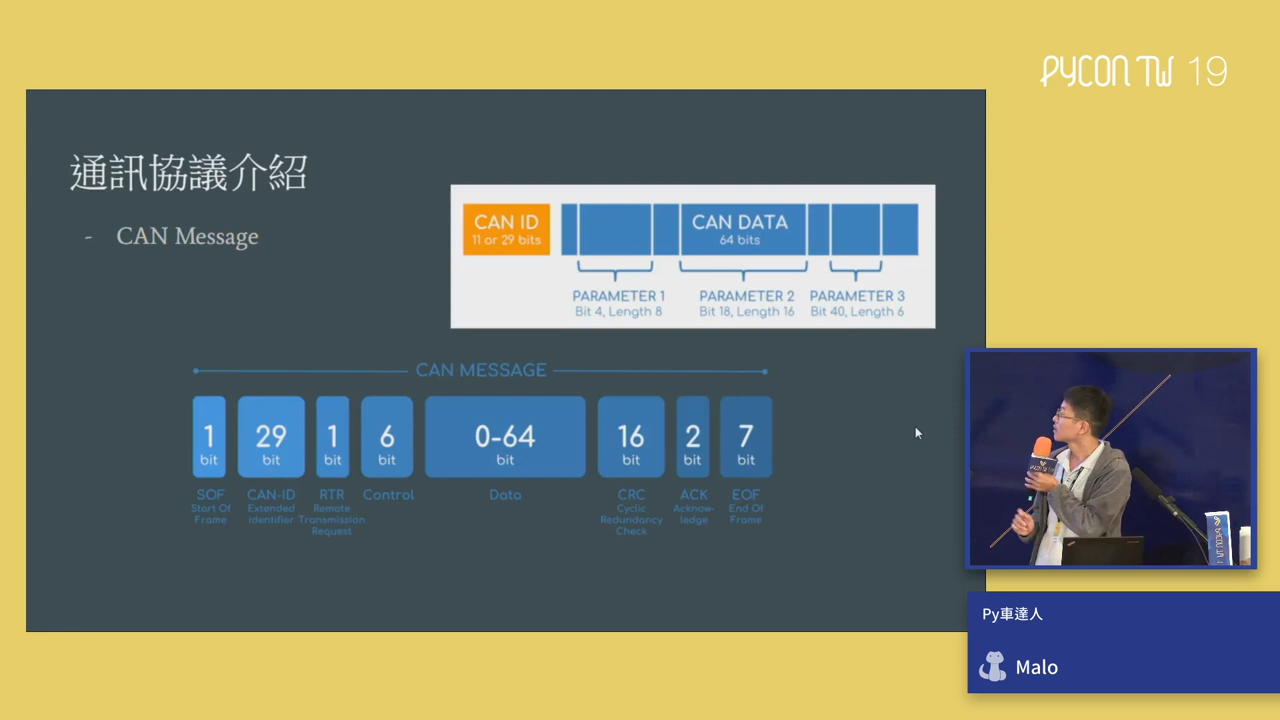 PYCON TW 19
通訊協議介紹
- CAN Message
CAN ID
11 or 29 bits
CAN DATA
64 bits
PARAMETER 1
Bit 4, Length 8
PARAMETER 2
Bit 18, Length 16
PARAMETER 3
Bit 40, Length 6
CAN MESSAGE
1
bit
SOF
Start Of
Frame
29
bit
CAN-ID
Extended
Identifier
1
bit
RTR
Remote
Transmission
Request
6
bit
Control
0-64
bit
Data
16
bit
CRC
Cyclic
Redundancy
Check
2
bit
ACK
Acknow-
ledge
7
bit
EOF
End Of
Frame
Py車達人
Malo